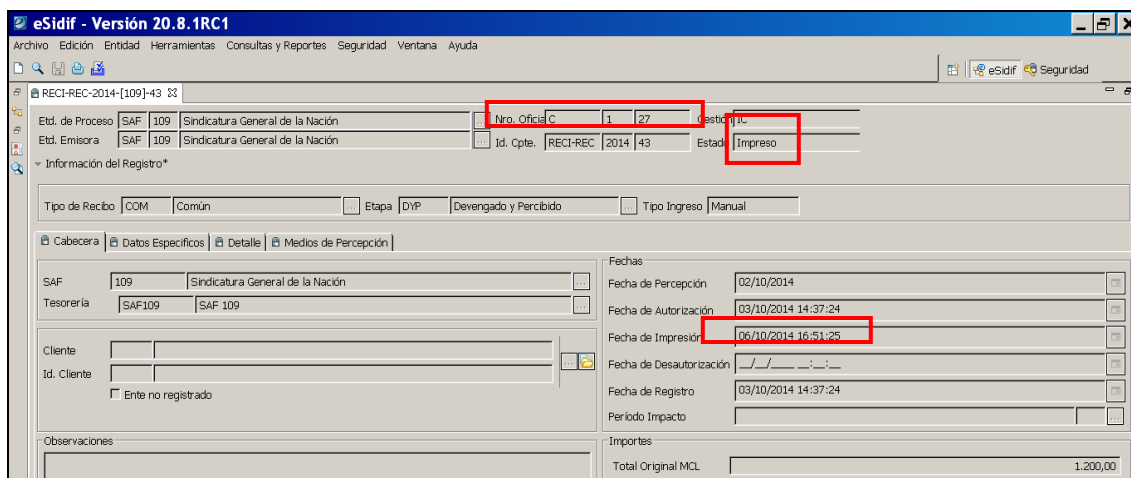 eSidif - Versión 20.8.1RC1
Archivo Edición Entidad Herramientas Consultas y Reportes Seguridad Ventana Ayuda
eSidif Seguridad
RECI-REC-2014-[109]-43
Etd. de Proceso SAF 109 Sindicatura General de la Nación ... Nro. Oficial C 1 27 Gestión IC
Etd. Emisora SAF 109 Sindicatura General de la Nación ... Id. Cpte. RECI-REC 2014 43 Estado Impreso
Información del Registro*
Tipo de Recibo COM Común ... Etapa DYP Devengado y Percibido ... Tipo Ingreso Manual
Cabecera Datos Especificos Detalle Medios de Percepción
Fechas
SAF 109 Sindicatura General de la Nación ... Fecha de Percepción 02/10/2014
Tesorería SAF109 SAF 109 ... Fecha de Autorización 03/10/2014 14:37:24
Fecha de Impresión 06/10/2014 16:51:25
Cliente ...
Fecha de Desautorización __/__/____ __:__:__
Id. Cliente
Ente no registrado Fecha de Registro 03/10/2014 14:37:24
Período Impacto ...
Observaciones Importes
Total Original MCL 1.200,00